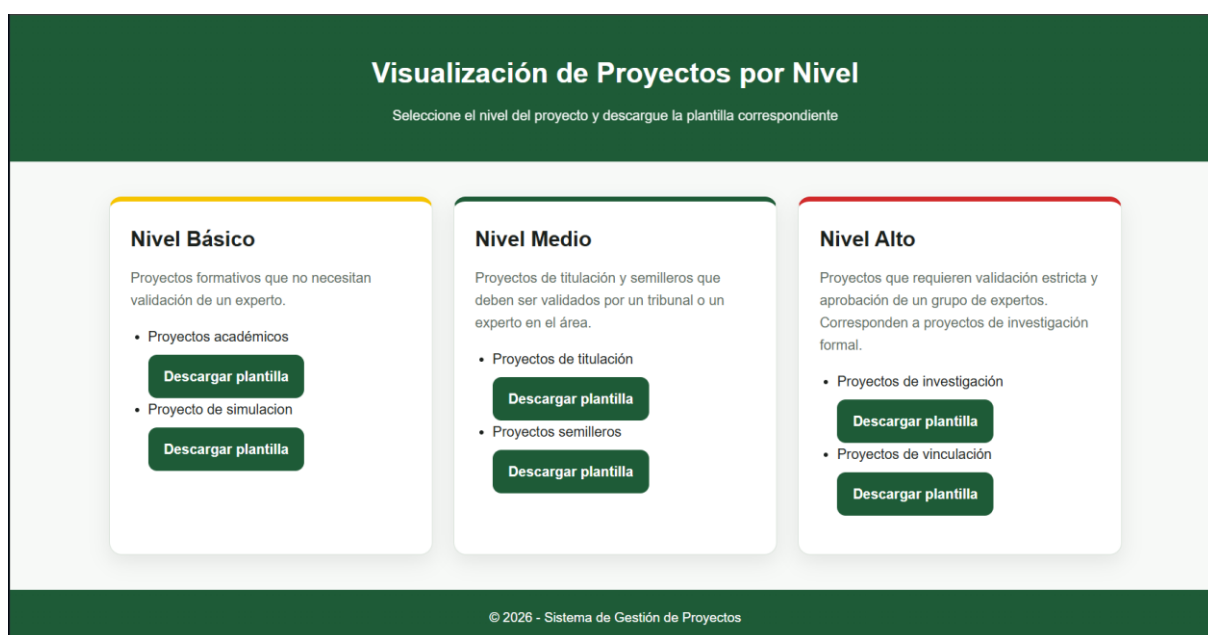 Visualización de Proyectos por Nivel
Seleccione el nivel del proyecto y descargue la plantilla correspondiente
Nivel Básico
Proyectos formativos que no necesitan
validación de un experto.
• Proyectos académicos
Descargar plantilla
• Proyecto de simulacion
Descargar plantilla
Nivel Medio
Proyectos de titulación y semilleros que
deben ser validados por un tribunal o un
experto en el área.
• Proyectos de titulación
Descargar plantilla
• Proyectos semilleros
Descargar plantilla
Nivel Alto
Proyectos que requieren validación estricta y
aprobación de un grupo de expertos.
Corresponden a proyectos de investigación
formal.
• Proyectos de investigación
Descargar plantilla
• Proyectos de vinculación
Descargar plantilla
© 2026 - Sistema de Gestión de Proyectos